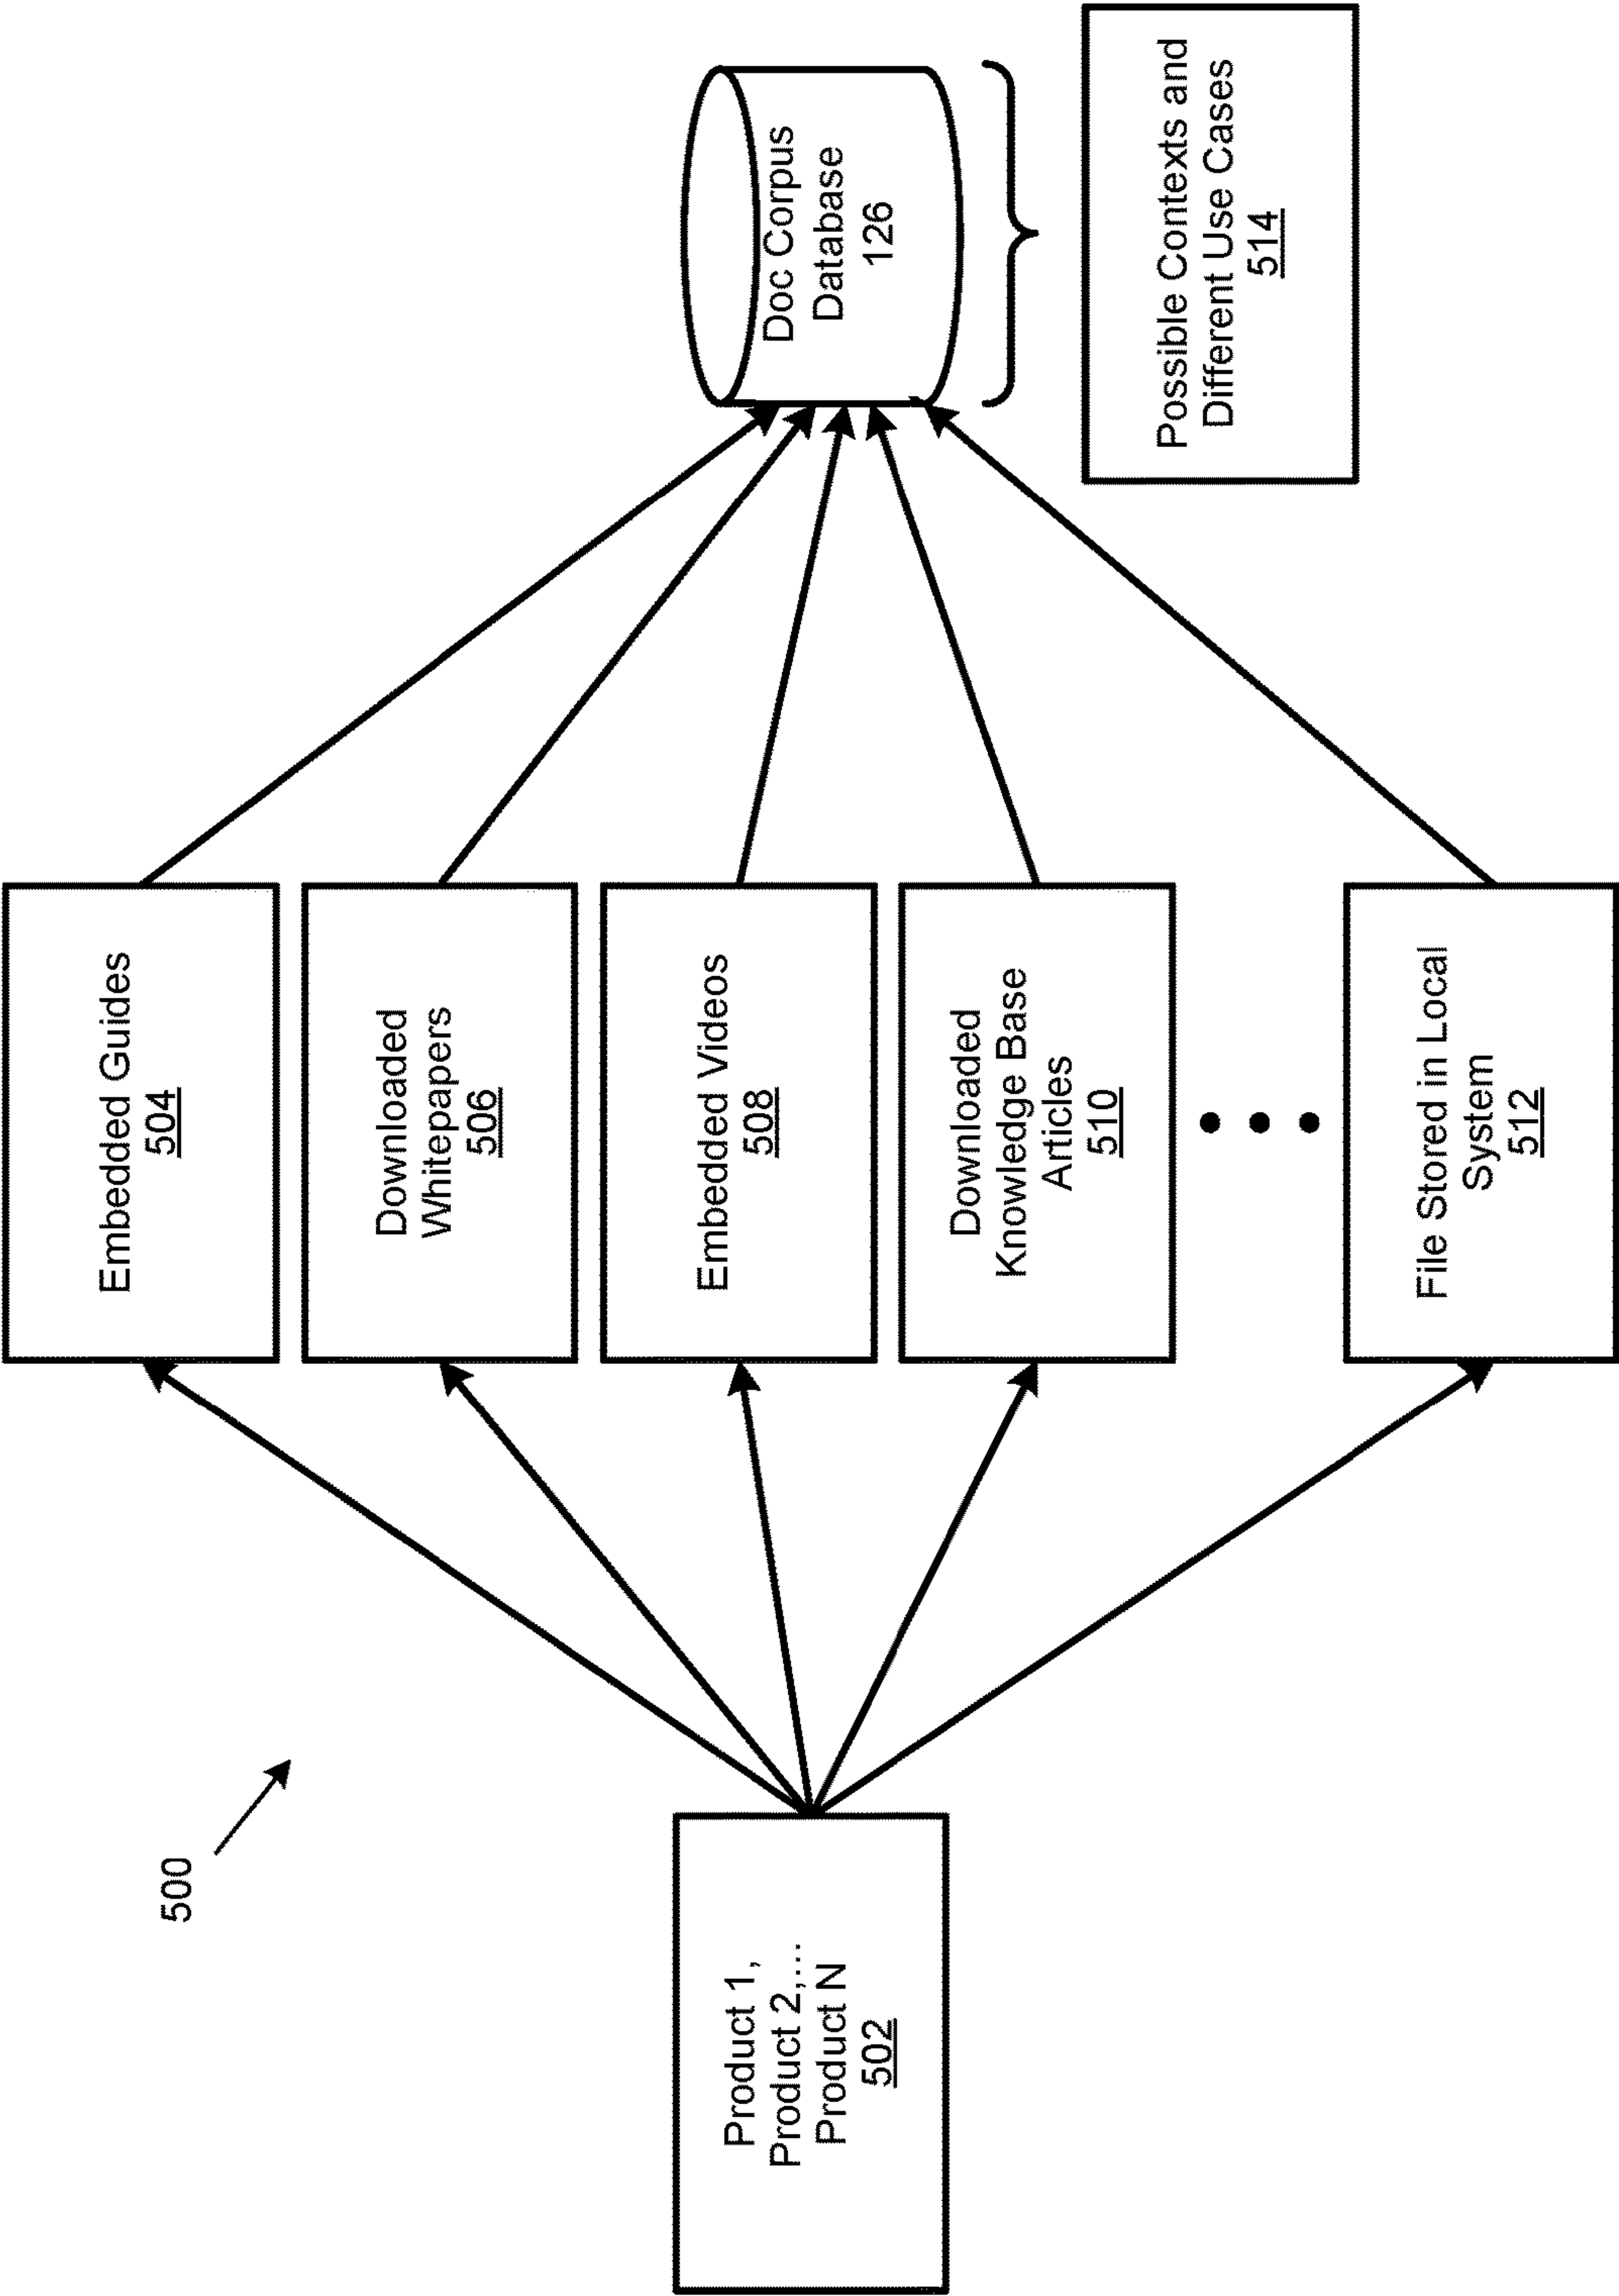 500
Product 1,
Product 2,...
Product N
502
Embedded Guides
504
Downloaded
Whitepapers
506
Embedded Videos
508
Downloaded
Knowledge Base
Articles
510
File Stored in Local
System
512
Doc Corpus
Database
126
Possible Contexts and
Different Use Cases
514